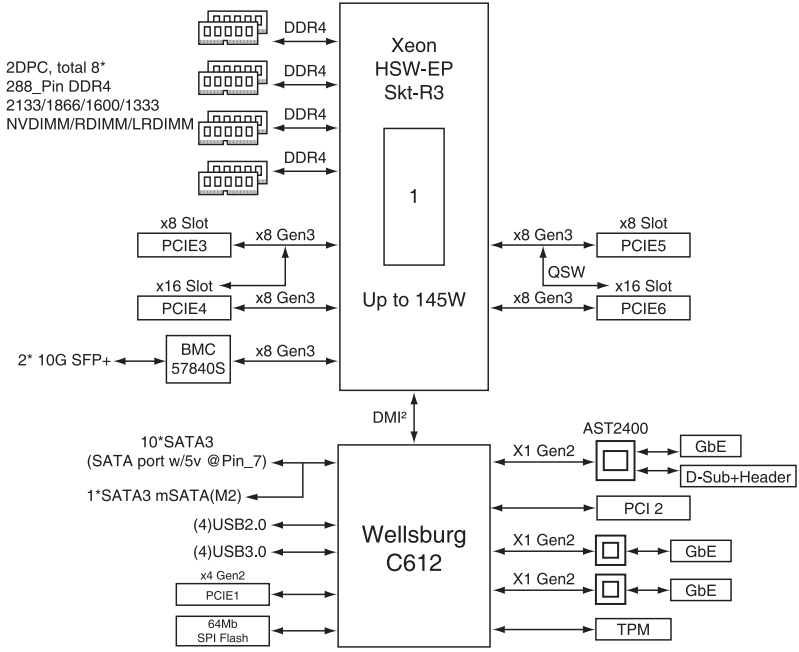 DDR4
Xeon
HSW-EP
Skt-R3
2DPC, total 8*
288_Pin DDR4
2133/1866/1600/1333
NVDIMM/RDIMM/LRDIMM
DDR4
DDR4
DDR4
1
x8 Slot
PCIE3
x8 Gen3
x8 Gen3
x8 Slot
PCIE5
QSW
x16 Slot
PCIE4
x8 Gen3
Up to 145W
x8 Gen3
x16 Slot
PCIE6
2* 10G SFP+
BMC
57840S
x8 Gen3
DMI²
10*SATA3
(SATA port w/5v @Pin_7)
1*SATA3 mSATA(M2)
(4)USB2.0
(4)USB3.0
x4 Gen2
PCIE1
64Mb
SPI Flash
Wellsburg
C612
AST2400
X1 Gen2
GbE
D-Sub+Header
PCI 2
X1 Gen2
GbE
X1 Gen2
GbE
TPM